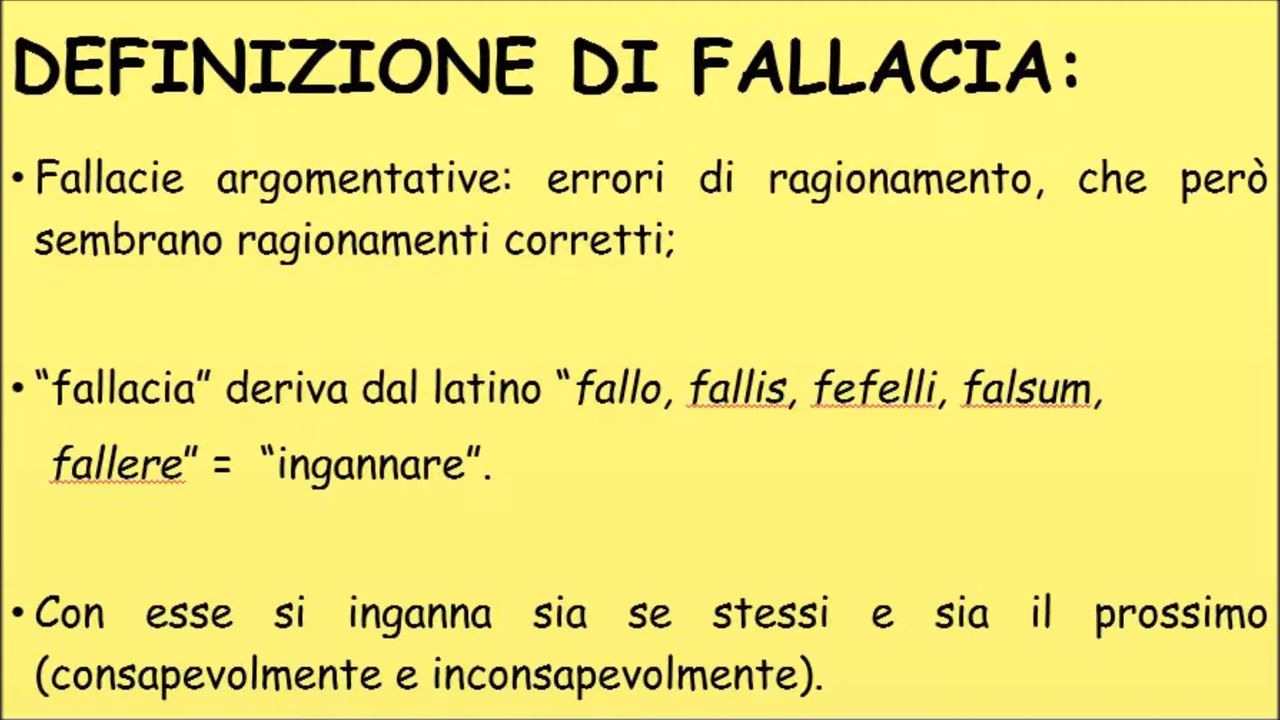 DEFINIZIONE DI FALLACIA:
• Fallacie argomentative: errori di ragionamento, che però
sembrano ragionamenti corretti;
• “fallacia” deriva dal latino “fallo, fallis, fefelli, falsum,
fallere” = “ingannare”.
• Con esse si inganna sia se stessi e sia il prossimo
(consapevolmente e inconsapevolmente).